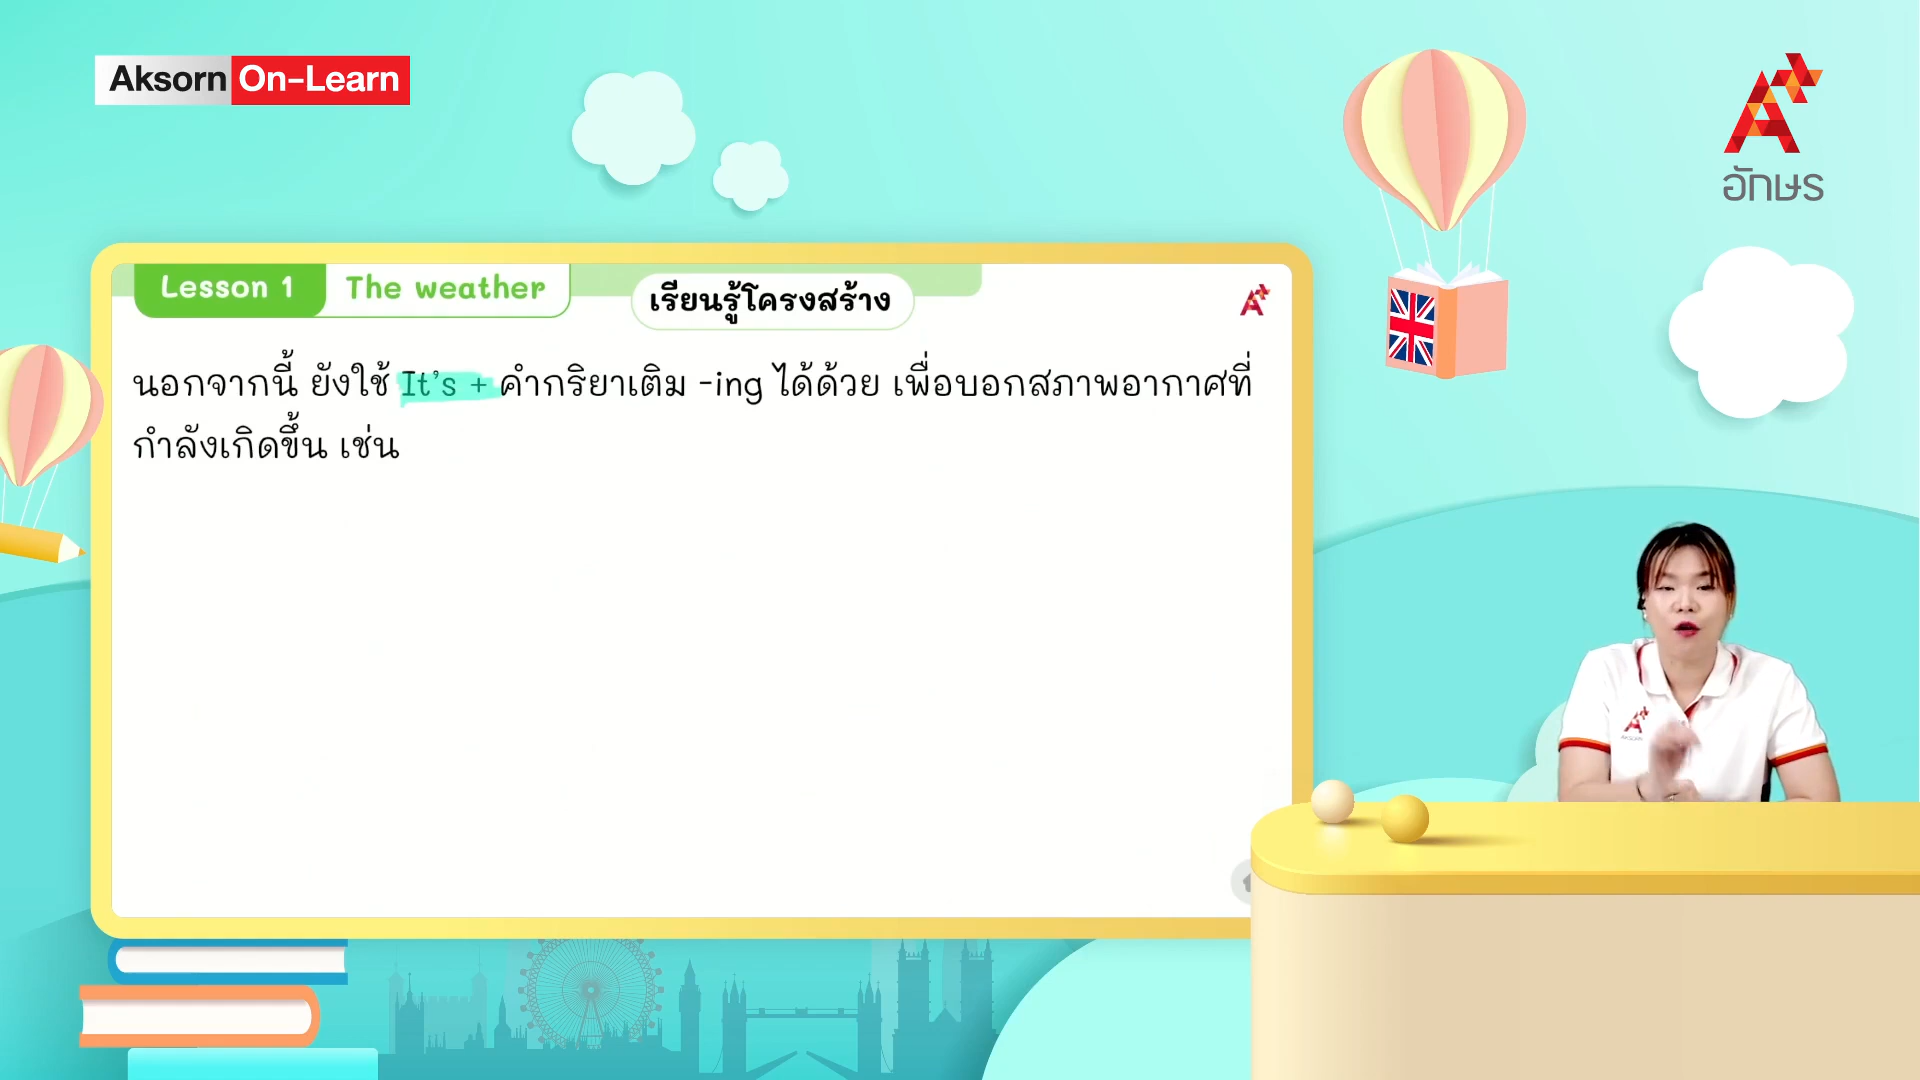 Aksorn On-Learn
อักษร
Lesson 1 The weather
เรียนรู้โครงสร้าง
นอกจากนี้ ยังใช้ It's + คำกริยาเติม -ing ได้ด้วย เพื่อบอกสภาพอากาศที่
กำลังเกิดขึ้น เช่น